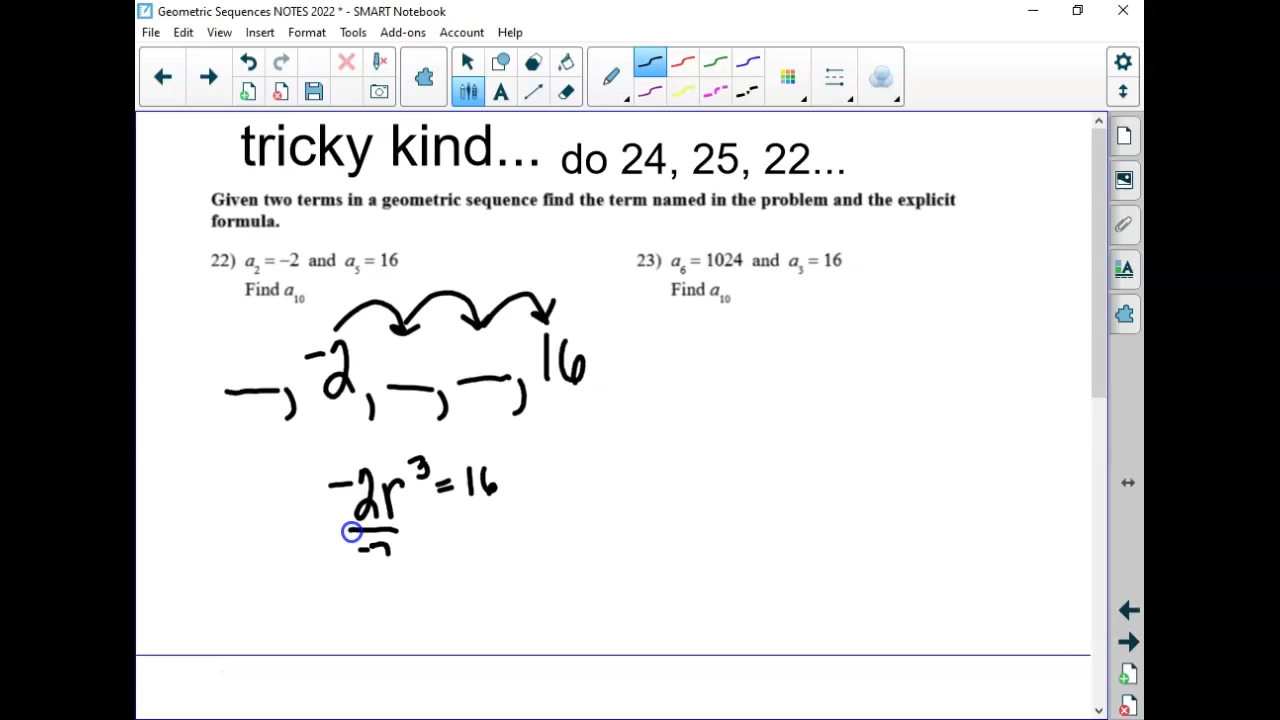 Geometric Sequences NOTES 2022 * - SMART Notebook
File Edit View Insert Format Tools Add-ons Account Help
tricky kind... do 24, 25, 22...
Given two terms in a geometric sequence find the term named in the problem and the explicit
formula.
22) a₂ = −2 and a₅ = 16
Find a₁₀
23) a₆ = 1024 and a₃ = 16
Find a₁₀
__, -2, __, __, 16
-2r³ = 16